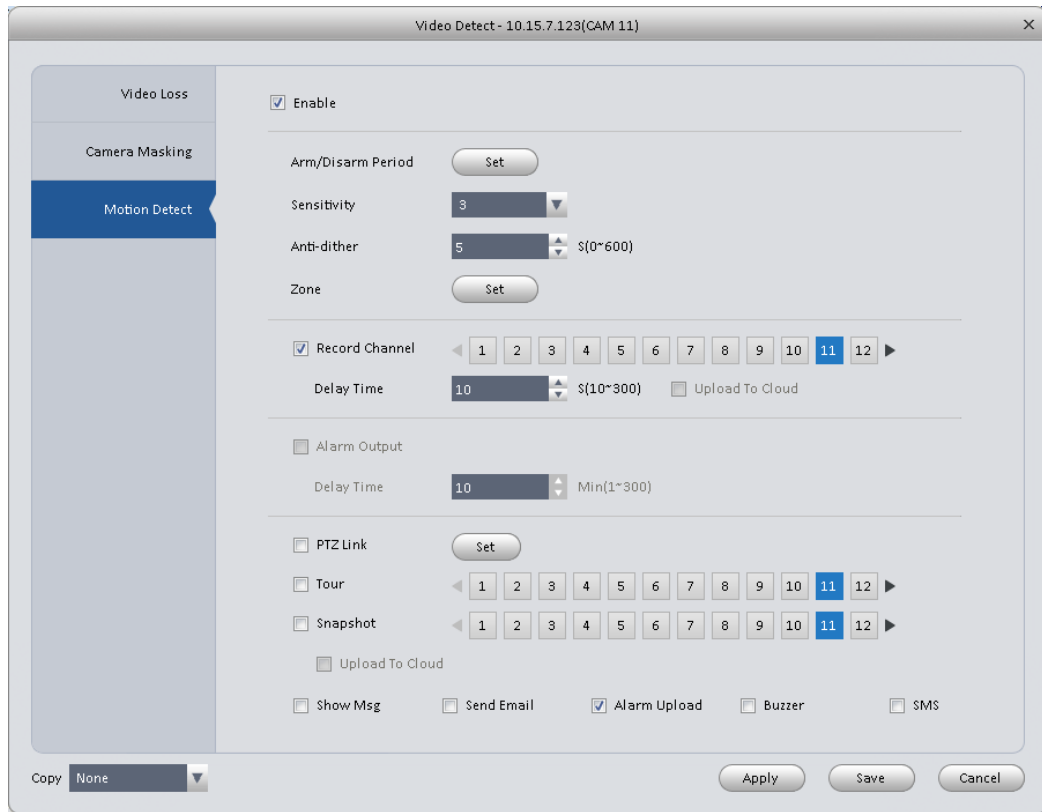 Video Detect - 10.15.7.123(CAM 11)
Video Loss
Camera Masking
Motion Detect
Enable
Arm/Disarm Period Set
Sensitivity 3
Anti-dither 5 S(0~600)
Zone Set
Record Channel 1 2 3 4 5 6 7 8 9 10 11 12
Delay Time 10 S(10~300) Upload To Cloud
Alarm Output
Delay Time 10 Min(1~300)
PTZ Link Set
Tour 1 2 3 4 5 6 7 8 9 10 11 12
Snapshot 1 2 3 4 5 6 7 8 9 10 11 12
Upload To Cloud
Show Msg Send Email Alarm Upload Buzzer SMS
Copy None Apply Save Cancel